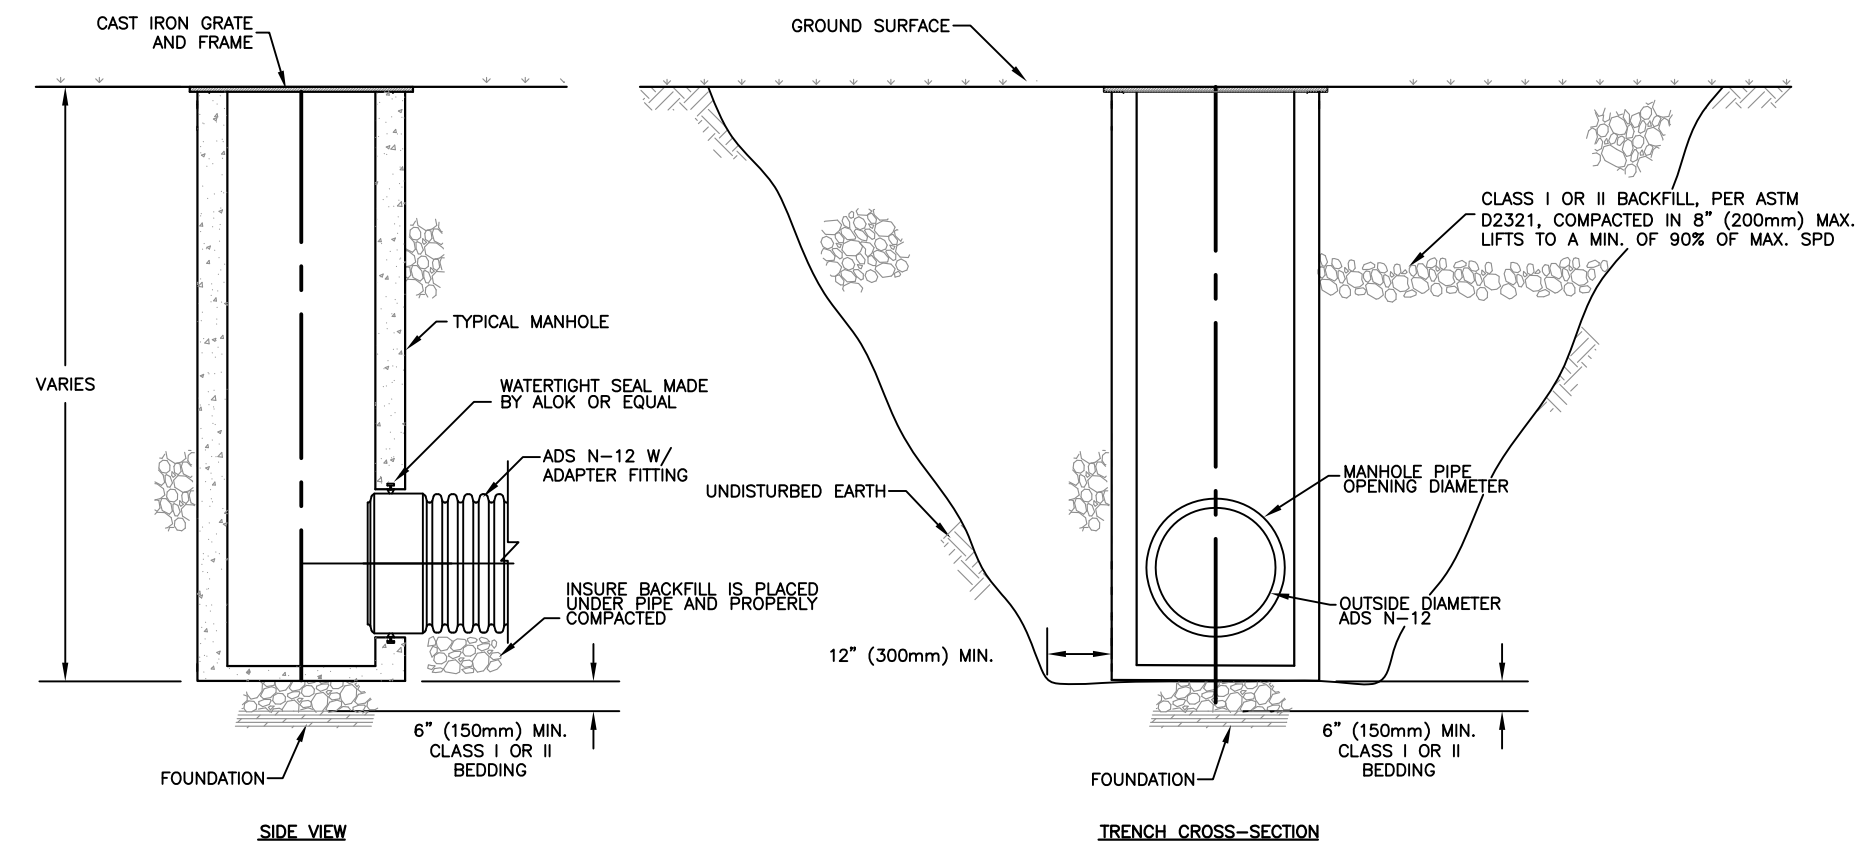 CAST IRON GRATE
AND FRAME
VARIES
TYPICAL MANHOLE
WATERTIGHT SEAL MADE
BY ALOK OR EQUAL
ADS N-12 W/
ADAPTER FITTING
INSURE BACKFILL IS PLACED
UNDER PIPE AND PROPERLY
COMPACTED
6" (150mm) MIN.
CLASS I OR II
BEDDING
FOUNDATION
SIDE VIEW
GROUND SURFACE
CLASS I OR II BACKFILL, PER ASTM
D2321, COMPACTED IN 8" (200mm) MAX.
LIFTS TO A MIN. OF 90% OF MAX. SPD
UNDISTURBED EARTH
MANHOLE PIPE
OPENING DIAMETER
OUTSIDE DIAMETER
ADS N-12
12" (300mm) MIN.
6" (150mm) MIN.
CLASS I OR II
BEDDING
FOUNDATION
TRENCH CROSS-SECTION